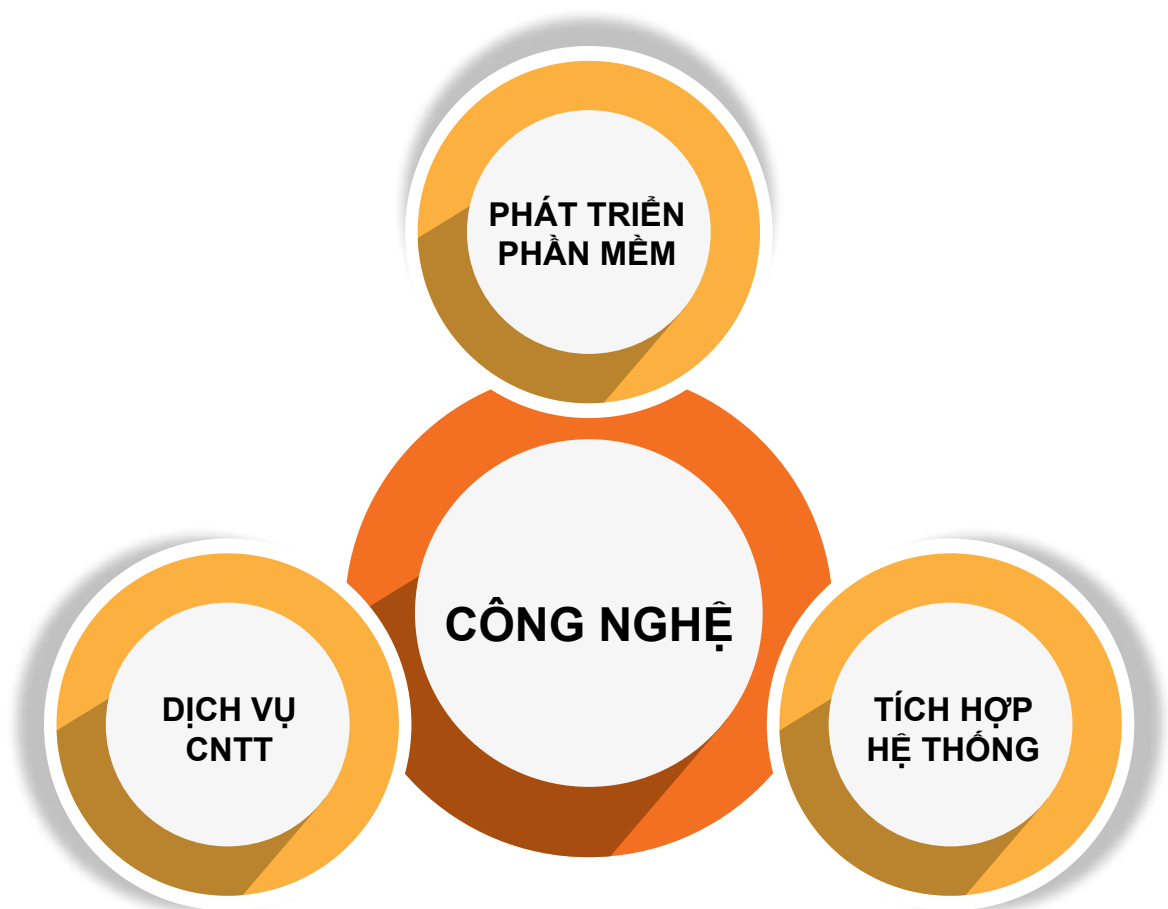 PHÁT TRIỂN
PHẦN MỀM
CÔNG NGHỆ
DỊCH VỤ
CNTT
TÍCH HỢP
HỆ THỐNG